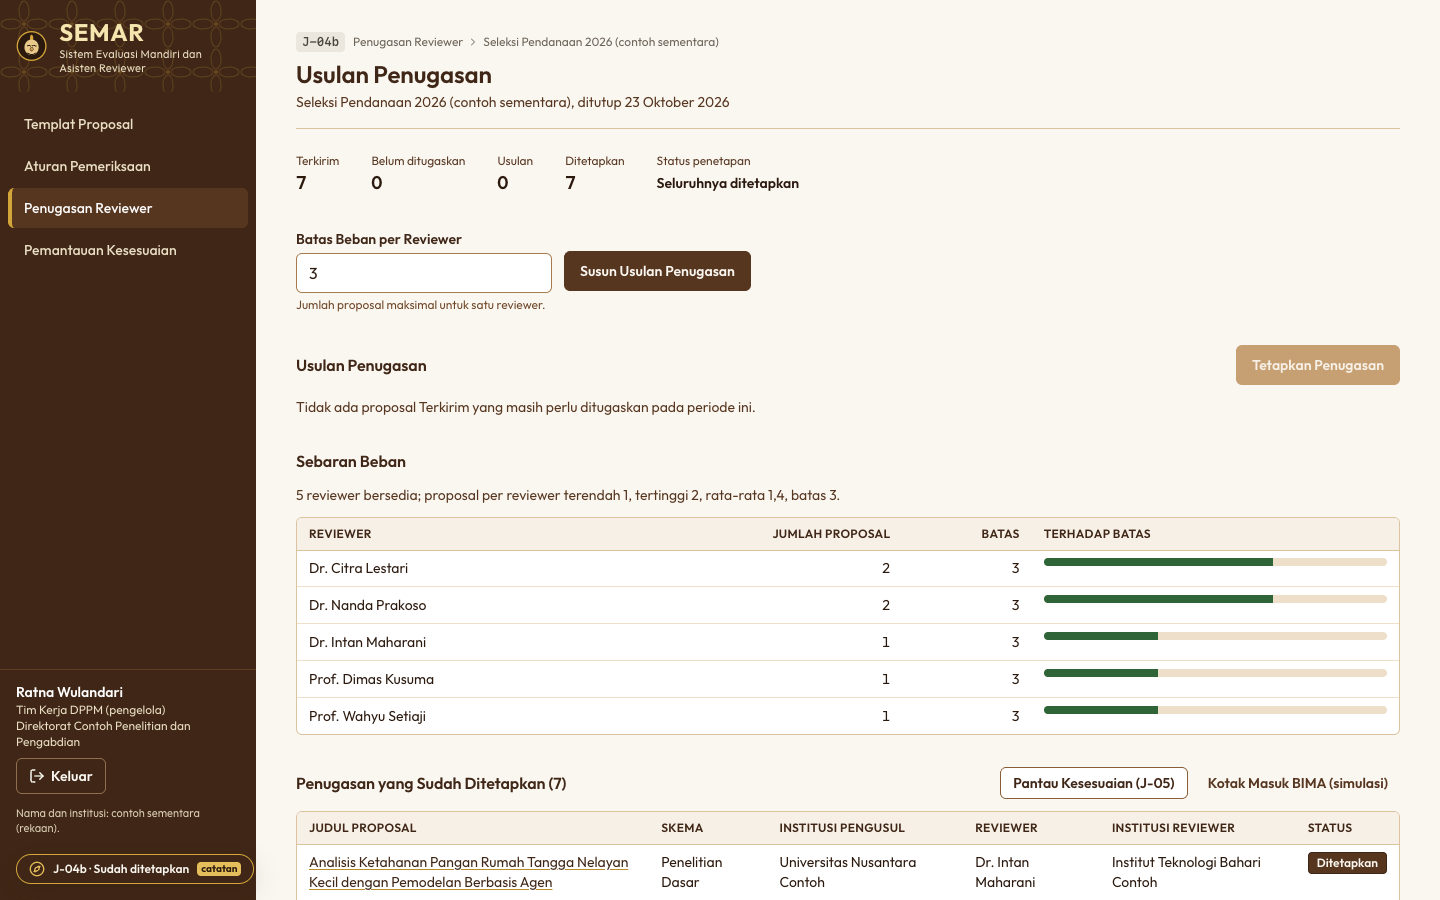 SEMAR
Sistem Evaluasi Mandiri dan
Asisten Reviewer
Templat Proposal
Aturan Pemeriksaan
Penugasan Reviewer
Pemantauan Kesesuaian
Ratna Wulandari
Tim Kerja DPPM (pengelola)
Direktorat Contoh Penelitian dan
Pengabdian
Keluar
Nama dan institusi: contoh sementara
(rekaan).
J-04b · Sudah ditetapkan catatan
J-04b Penugasan Reviewer > Seleksi Pendanaan 2026 (contoh sementara)
Usulan Penugasan
Seleksi Pendanaan 2026 (contoh sementara), ditutup 23 Oktober 2026
Terkirim Belum ditugaskan Usulan Ditetapkan Status penetapan
7 0 0 7 Seluruhnya ditetapkan
Batas Beban per Reviewer
3 Susun Usulan Penugasan
Jumlah proposal maksimal untuk satu reviewer.
Usulan Penugasan Tetapkan Penugasan
Tidak ada proposal Terkirim yang masih perlu ditugaskan pada periode ini.
Sebaran Beban
5 reviewer bersedia; proposal per reviewer terendah 1, tertinggi 2, rata-rata 1,4, batas 3.
REVIEWER JUMLAH PROPOSAL BATAS TERHADAP BATAS
Dr. Citra Lestari 2 3
Dr. Nanda Prakoso 2 3
Dr. Intan Maharani 1 3
Prof. Dimas Kusuma 1 3
Prof. Wahyu Setiaji 1 3
Penugasan yang Sudah Ditetapkan (7) Pantau Kesesuaian (J-05) Kotak Masuk BIMA (simulasi)
JUDUL PROPOSAL SKEMA INSTITUSI PENGUSUL REVIEWER INSTITUSI REVIEWER STATUS
Analisis Ketahanan Pangan Rumah Tangga Nelayan Penelitian Universitas Nusantara Dr. Intan Institut Teknologi Bahari Ditetapkan
Kecil dengan Pemodelan Berbasis Agen Dasar Contoh Maharani Contoh